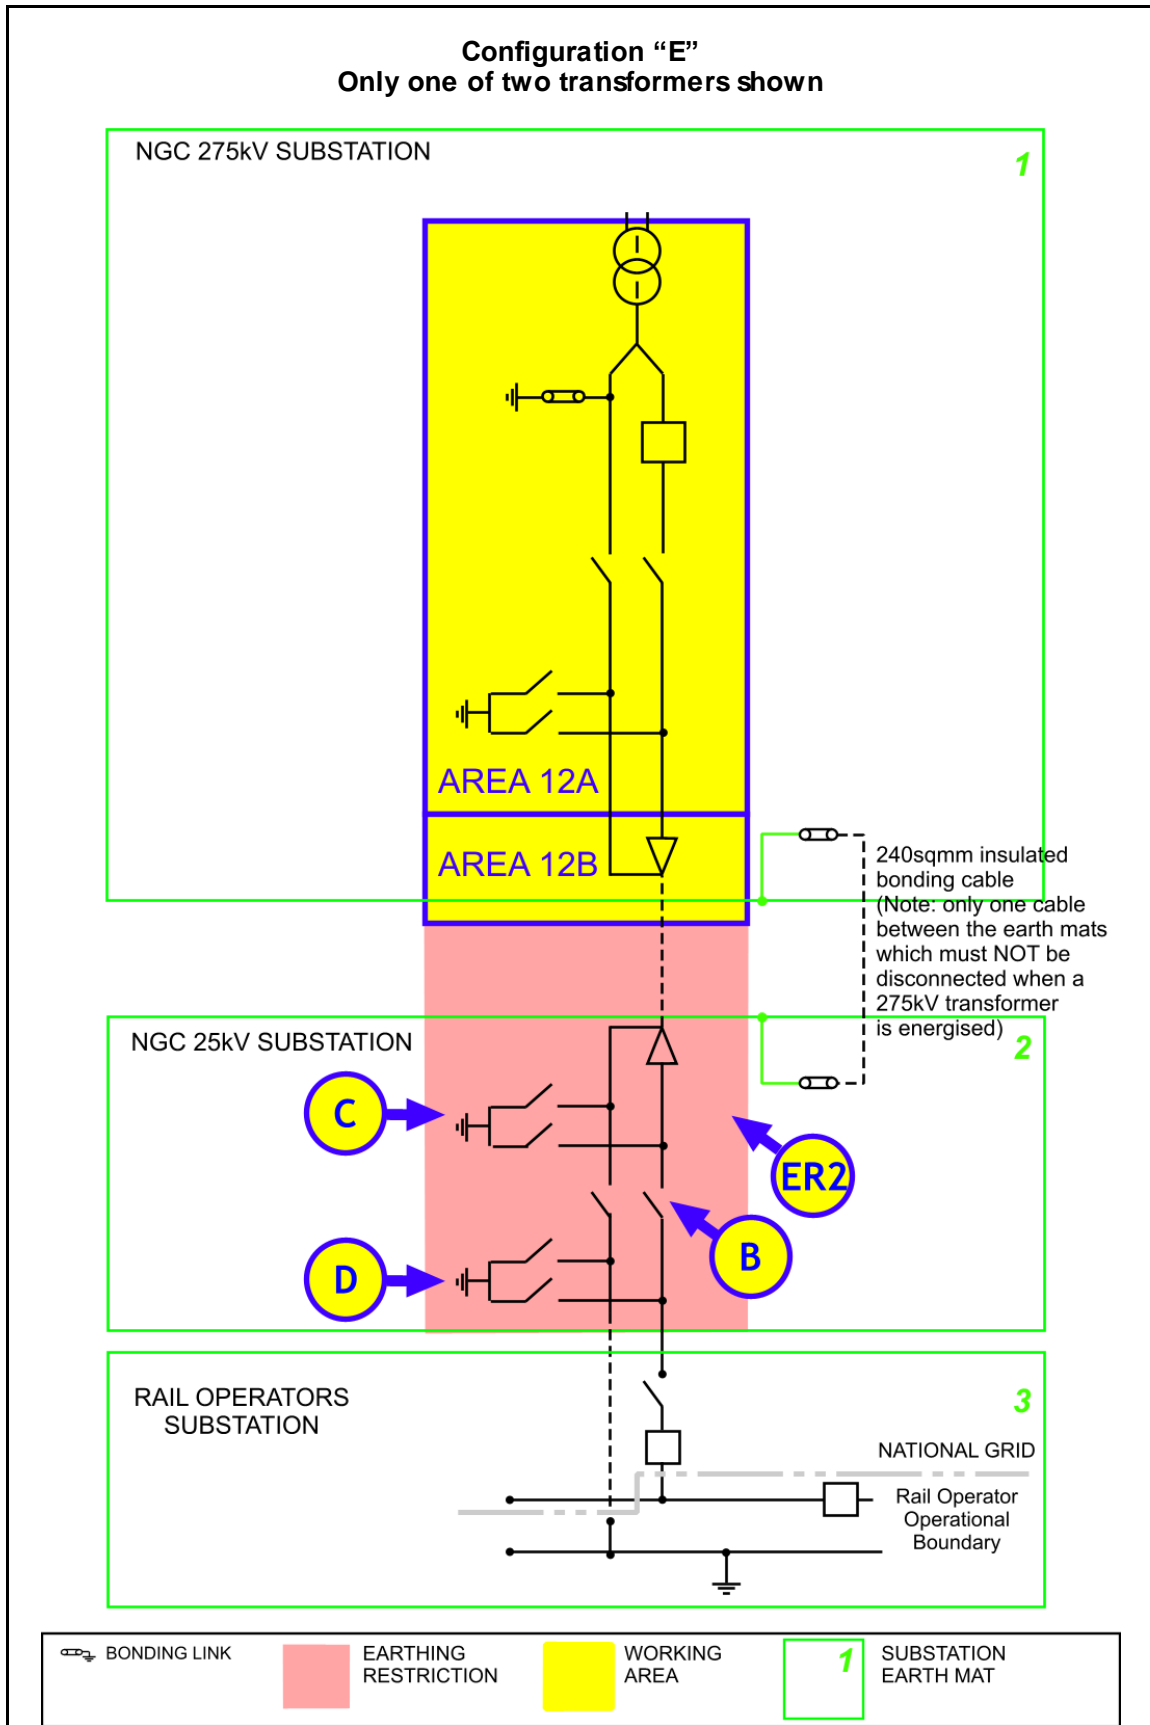 Configuration “E”
Only one of two transformers shown
NGC 275kV SUBSTATION
1
AREA 12A
AREA 12B
240sqmm insulated
bonding cable
(Note: only one cable
between the earth mats
which must NOT be
disconnected when a
275kV transformer
is energised)
NGC 25kV SUBSTATION
2
C
ER2
B
D
RAIL OPERATORS
SUBSTATION
3
NATIONAL GRID
Rail Operator
Operational
Boundary
BONDING LINK
EARTHING
RESTRICTION
WORKING
AREA
1
SUBSTATION
EARTH MAT